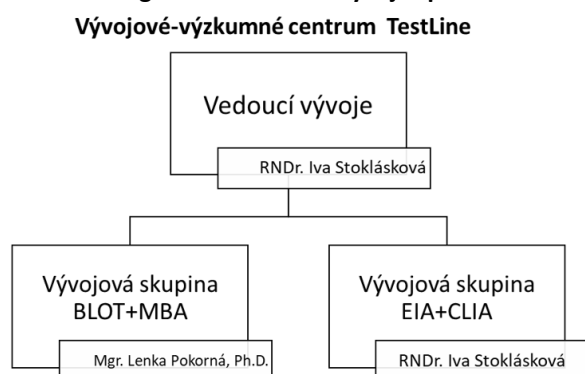 Vývojové-výzkumné centrum TestLine
Vedoucí vývoje
RNDr. Iva Stoklásková
Vývojová skupina
BLOT+MBA
Mgr. Lenka Pokorná, Ph.D.
Vývojová skupina
EIA+CLIA
RNDr. Iva Stoklásková